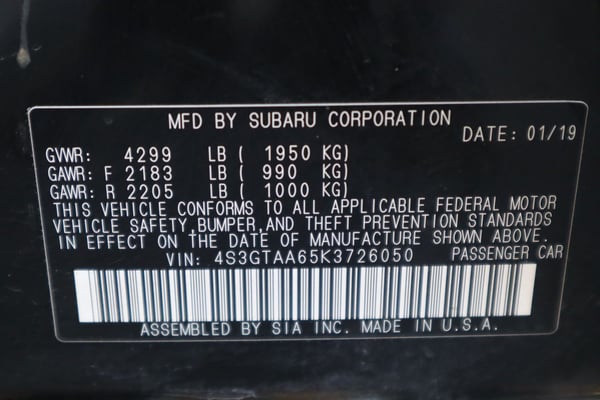 MFD BY SUBARU CORPORATION
DATE: 01/19
GVWR: 4299 LB ( 1950 KG)
GAWR: F 2183 LB ( 990 KG)
GAWR: R 2205 LB ( 1000 KG)
THIS VEHICLE CONFORMS TO ALL APPLICABLE FEDERAL MOTOR
VEHICLE SAFETY,BUMPER,AND THEFT PREVENTION STANDARDS
IN EFFECT ON THE DATE OF MANUFACTURE SHOWN ABOVE.
VIN: 4S3GTAA65K3726050 PASSENGER CAR
ASSEMBLED BY SIA INC. MADE IN U.S.A.